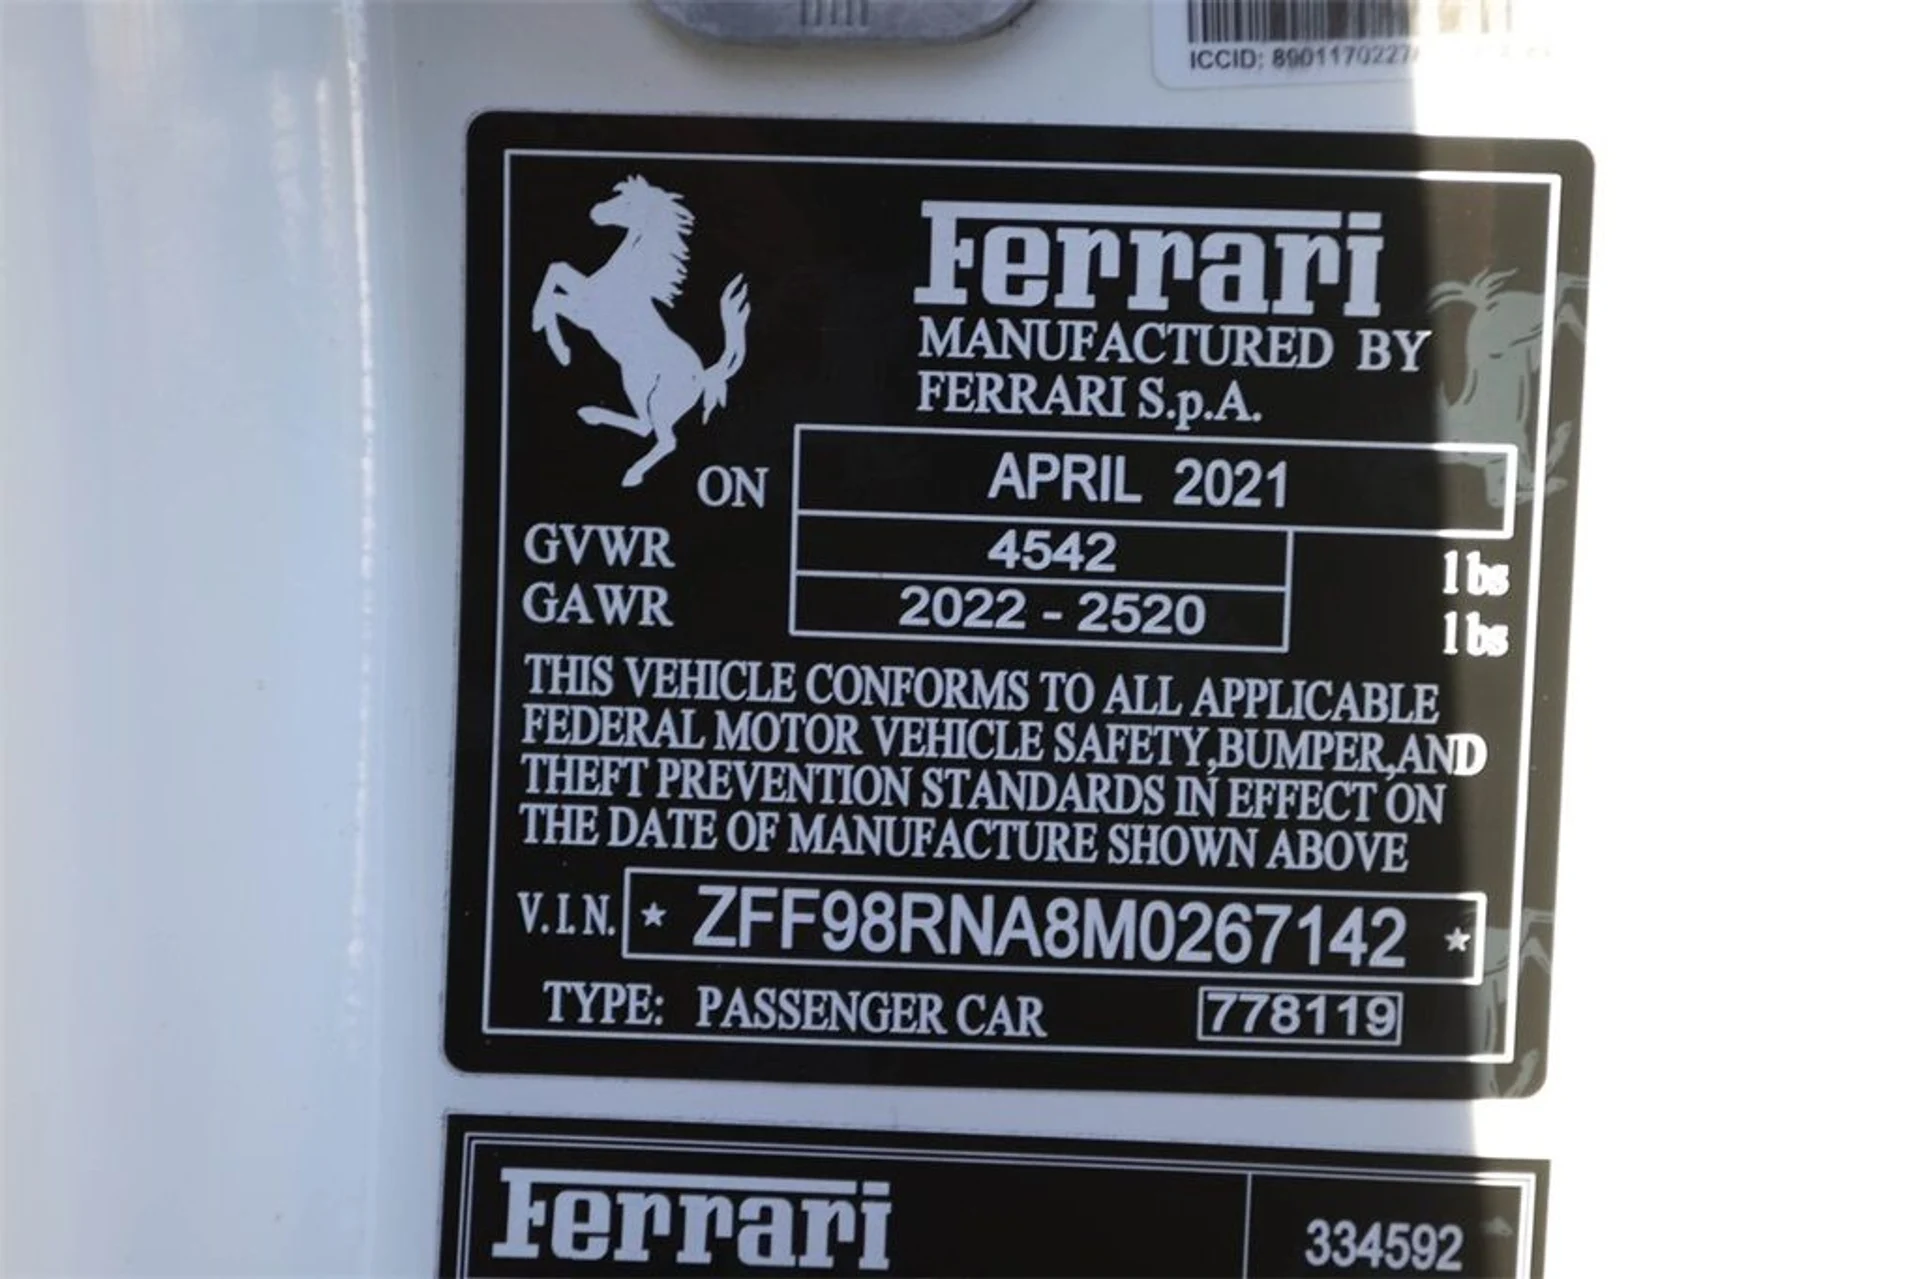 ICCID: 8901170227
Ferrari
MANUFACTURED BY
FERRARI S.p.A.
ON APRIL 2021
GVWR 4542 lbs
GAWR 2022 - 2520 lbs
THIS VEHICLE CONFORMS TO ALL APPLICABLE
FEDERAL MOTOR VEHICLE SAFETY,BUMPER,AND
THEFT PREVENTION STANDARDS IN EFFECT ON
THE DATE OF MANUFACTURE SHOWN ABOVE
V.I.N. ★ ZFF98RNA8M0267142 ★
TYPE: PASSENGER CAR 778119
Ferrari 334592